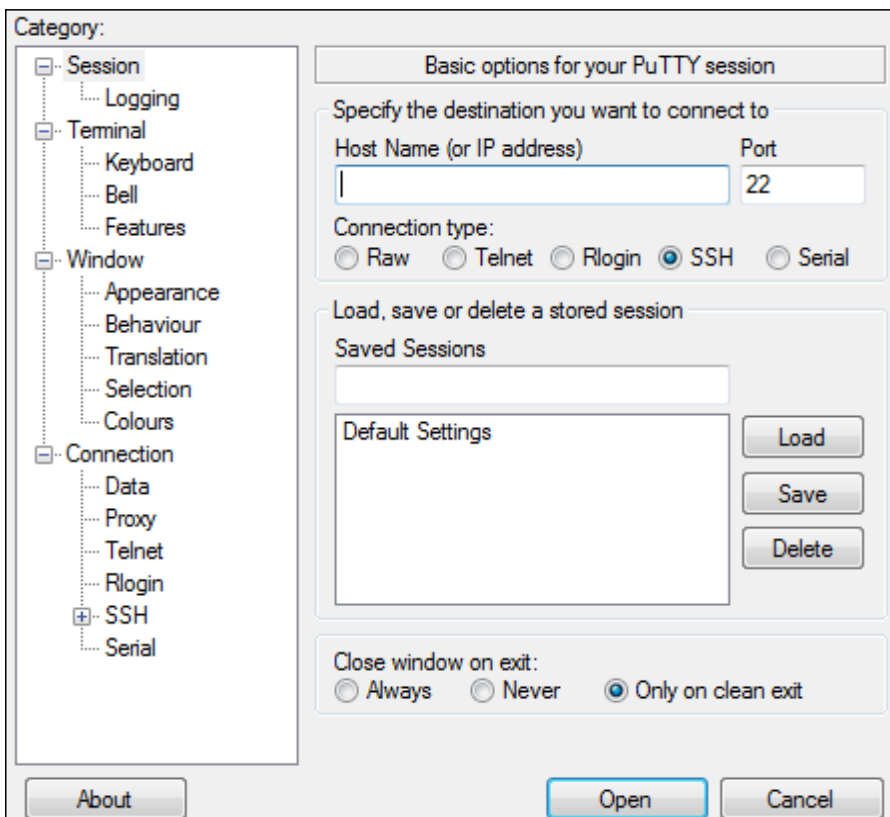 Category:
Session
Logging
Terminal
Keyboard
Bell
Features
Window
Appearance
Behaviour
Translation
Selection
Colours
Connection
Data
Proxy
Telnet
Rlogin
SSH
Serial
Basic options for your PuTTY session
Specify the destination you want to connect to
Host Name (or IP address) Port
22
Connection type:
Raw Telnet Rlogin SSH Serial
Load, save or delete a stored session
Saved Sessions
Default Settings
Load
Save
Delete
Close window on exit:
Always Never Only on clean exit
About Open Cancel